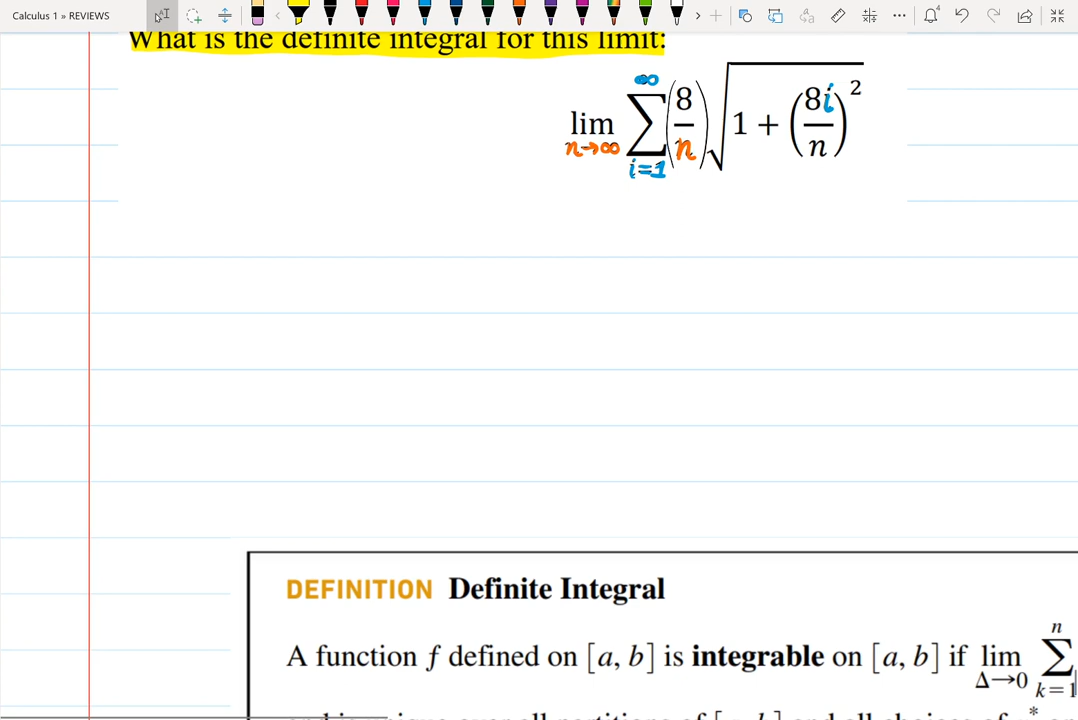 Calculus 1 » REVIEWS
What is the definite integral for this limit:
lim n→∞ ∑ i=1 ∞ (8/n) √1 + (8i/n)²
DEFINITION Definite Integral
A function f defined on [a, b] is integrable on [a, b] if lim Δ→0 ∑ k=1 n